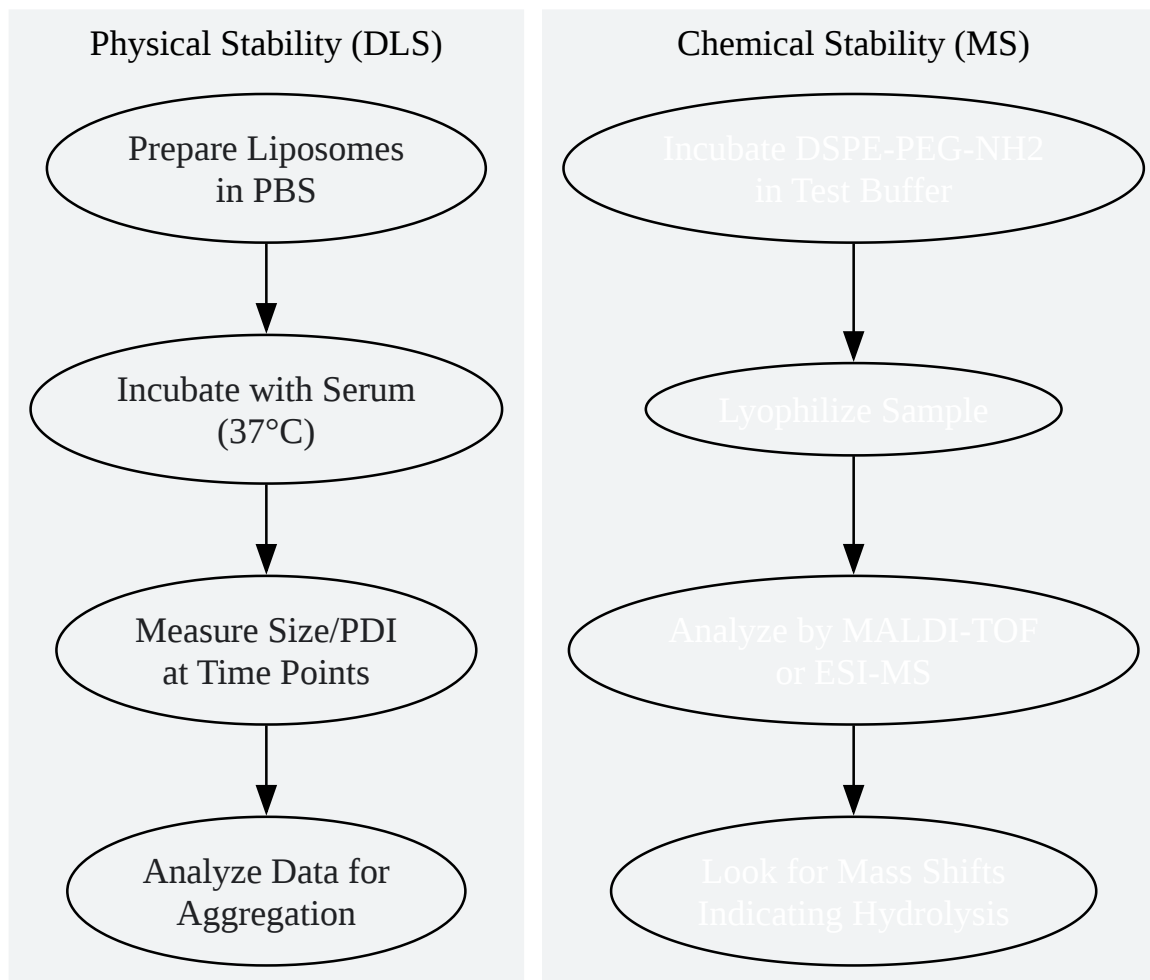 Physical Stability (DLS)
Prepare Liposomes
in PBS
Incubate with Serum
(37°C)
Measure Size/PDI
at Time Points
Analyze Data for
Aggregation
Chemical Stability (MS)
Incubate DSPE-PEG-NH2
in Test Buffer
Lyophilize Sample
Analyze by MALDI-TOF
or ESI-MS
Look for Mass Shifts
Indicating Hydrolysis